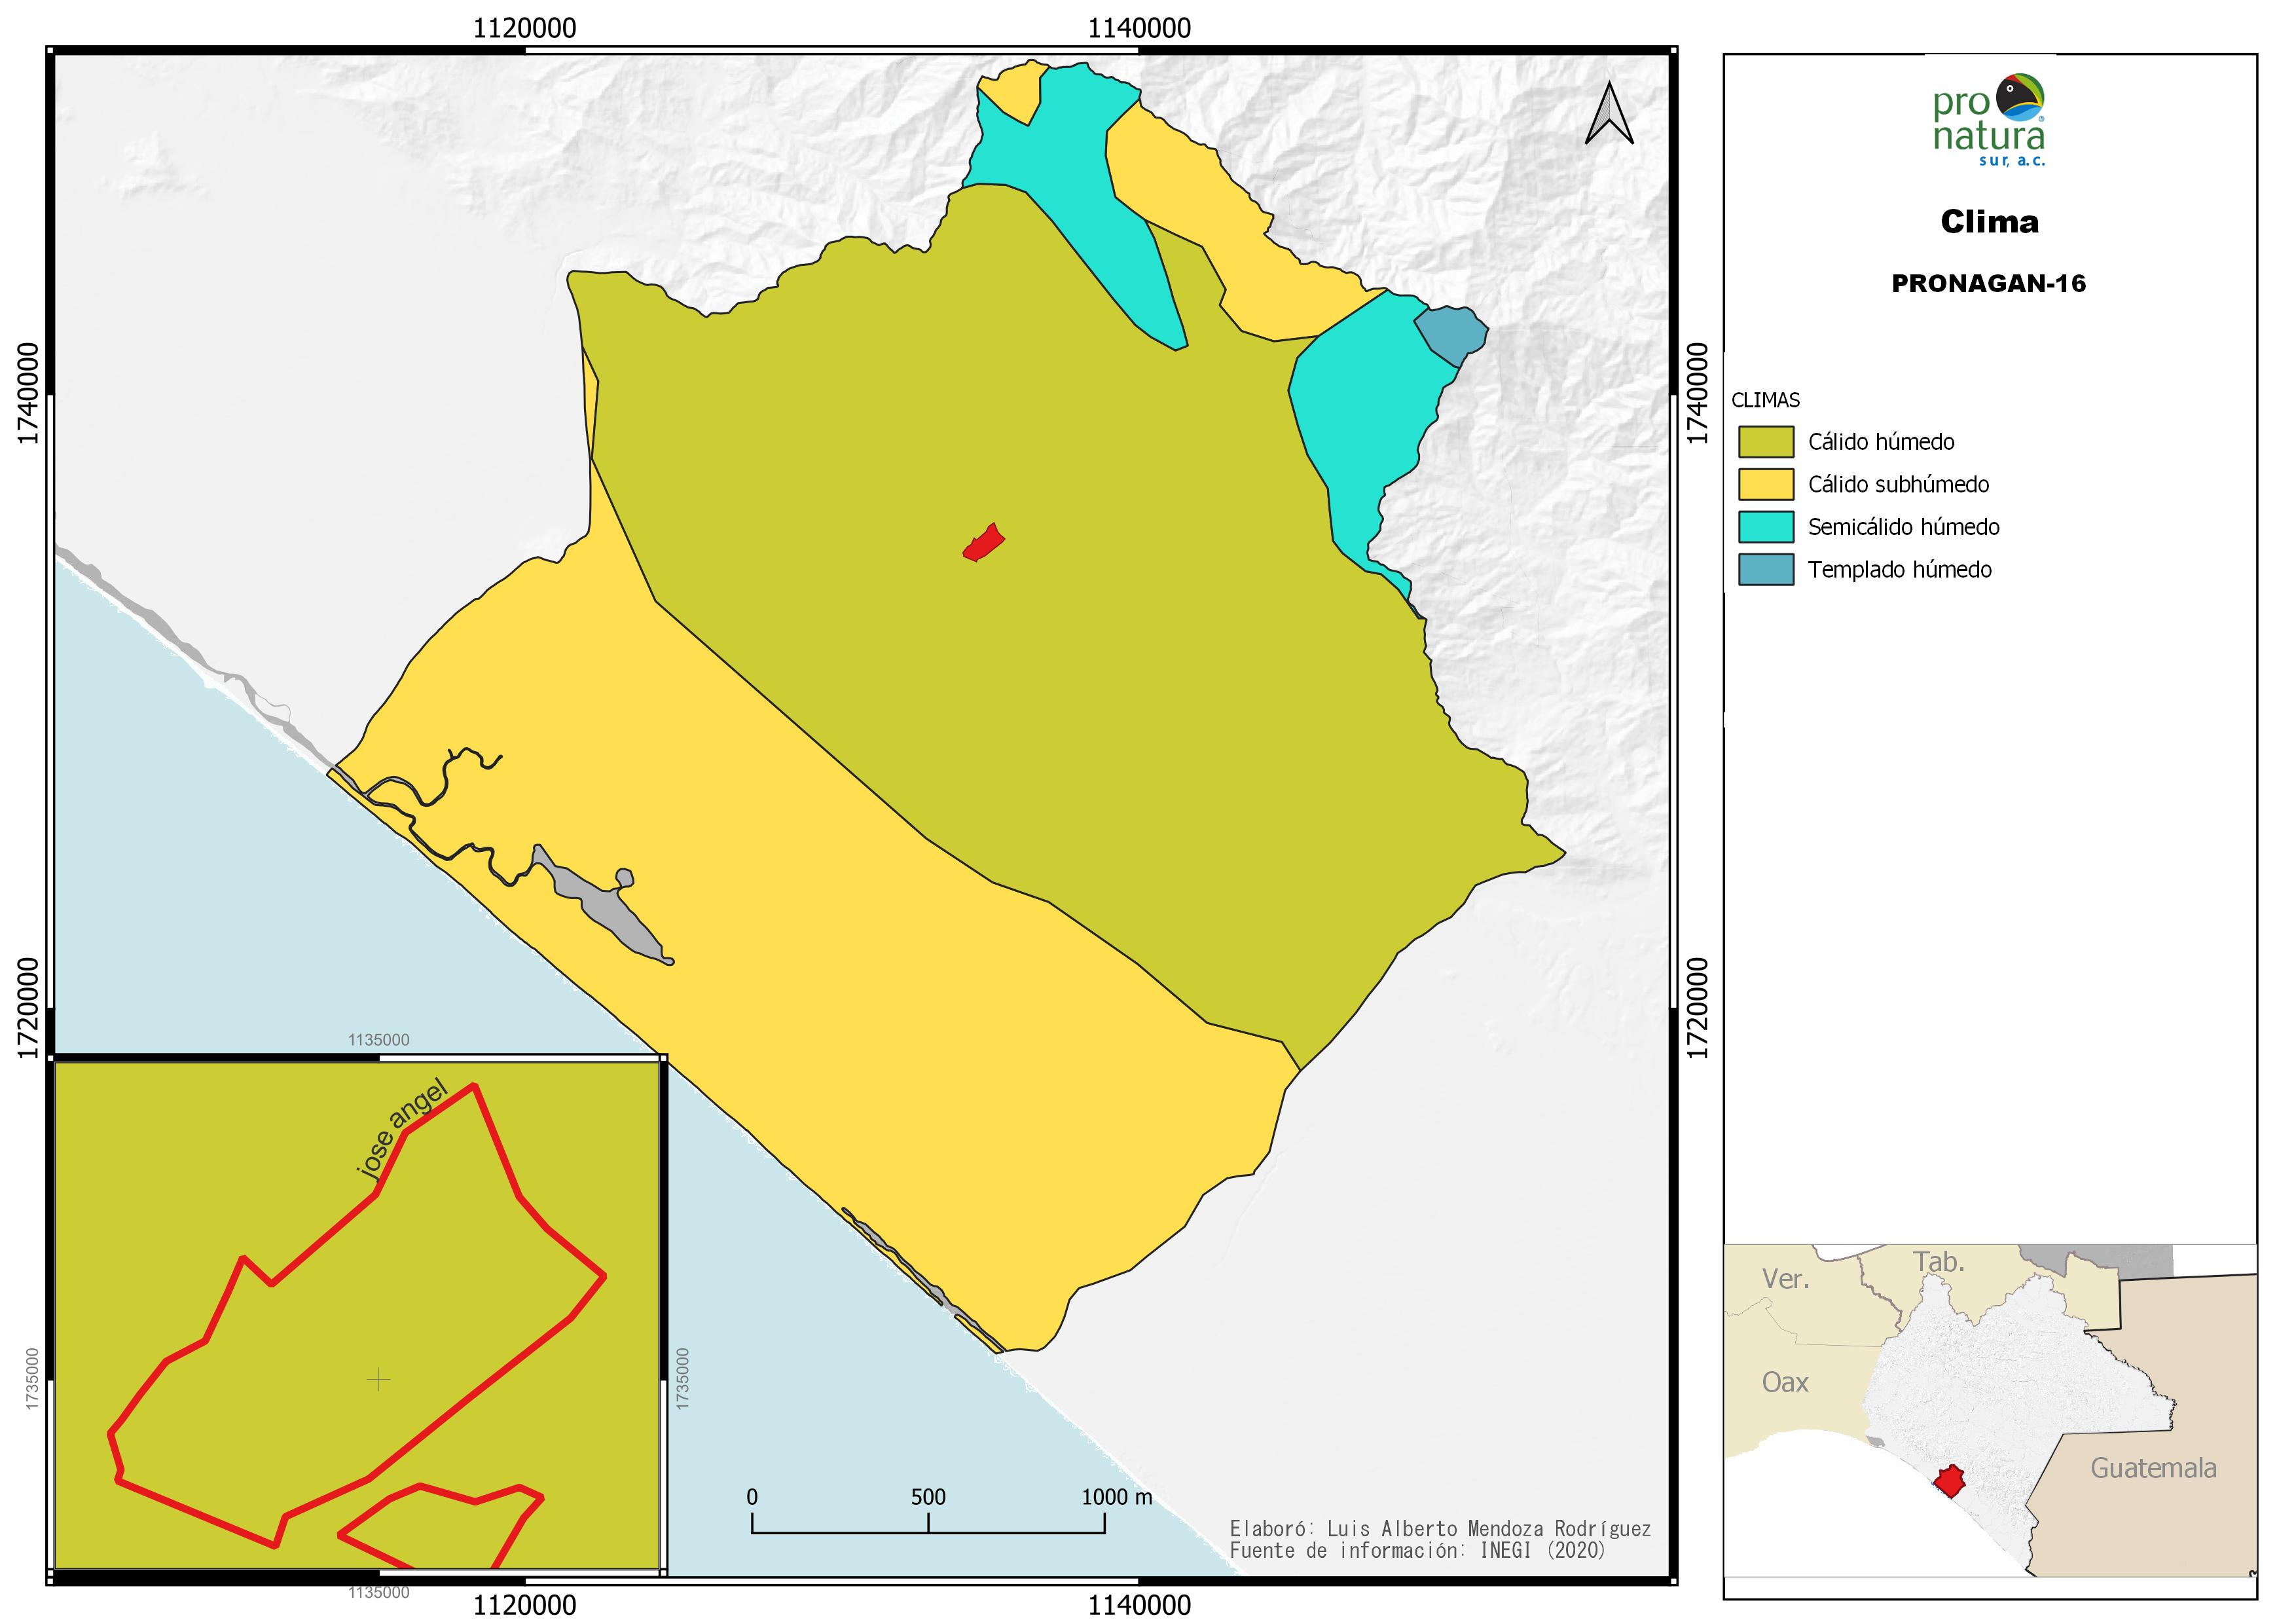 1120000
1140000
1740000
1740000
1720000
1720000
1135000
jose angel
1735000
1735000
1135000
1120000
1140000
0
500
1000 m
Elaboró: Luis Alberto Mendoza Rodríguez
Fuente de información: INEGI (2020)
pro
natura
sur, a.c.
®
Clima
PRONAGAN-16
CLIMAS
Cálido húmedo
Cálido subhúmedo
Semicálido húmedo
Templado húmedo
Ver.
Tab.
Oax
Guatemala